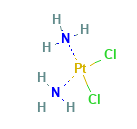 H
H N H
Pt Cl
H N Cl
H H